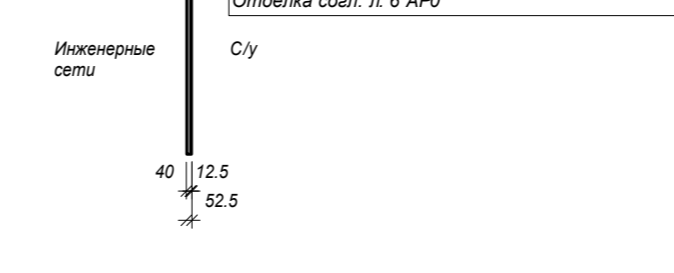 Отделка согл. л. 6 АР0
Инженерные
сети
С/у
40
12.5
52.5